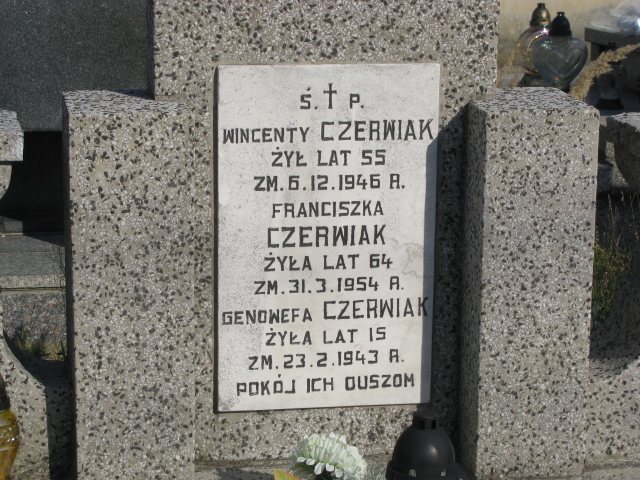 Ś. † P.
WINCENTY CZERWIAK
ŻYŁ LAT 55
ZM. 6.12.1946 R.
FRANCISZKA
CZERWIAK
ŻYŁA LAT 64
ZM. 31.3.1954 R.
GENOWEFA CZERWIAK
ŻYŁA LAT 15
ZM. 23.2.1943 R.
POKÓJ ICH DUSZOM